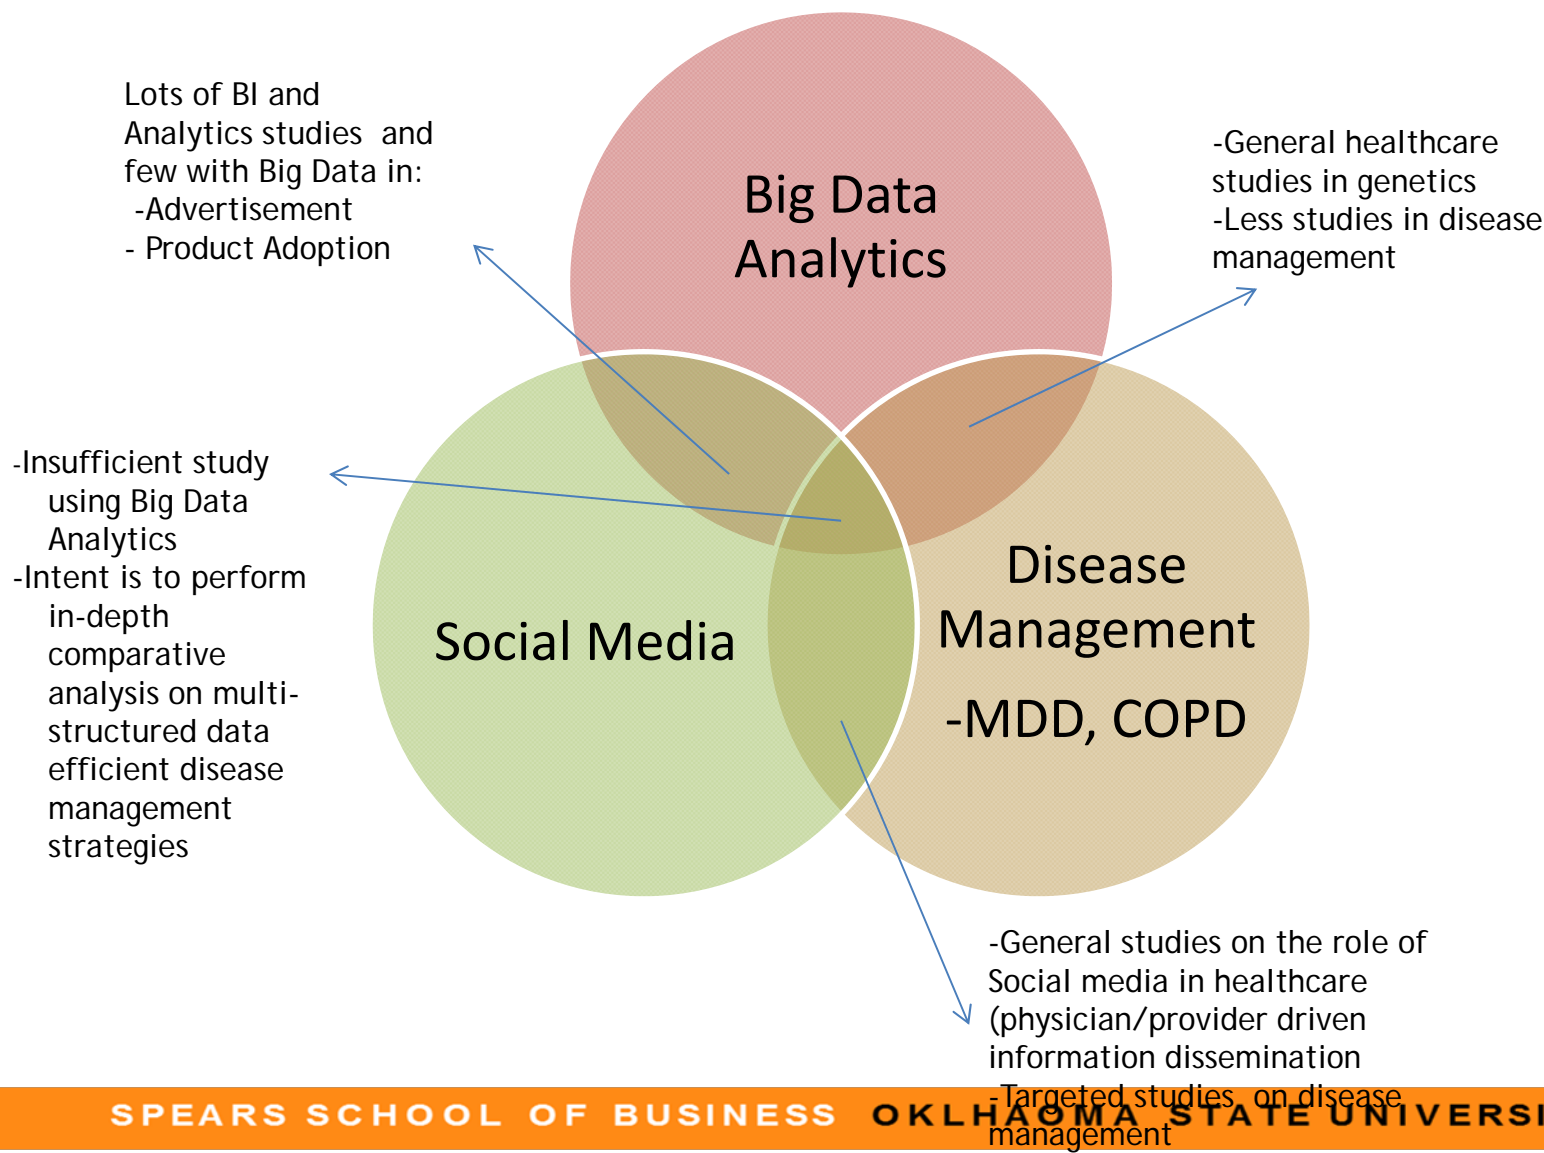 Lots of BI and
Analytics studies  and
few with Big Data in:
-Advertisement
- Product Adoption
Big Data
Analytics
-General healthcare
studies in genetics
-Less studies in disease
management
-Insufficient study
using Big Data
Analytics
-Intent is to perform
in-depth
comparative
analysis on multi-
structured data
efficient disease
management
strategies
Social Media
Disease
Management
-MDD, COPD
-General studies on the role of
Social media in healthcare
(physician/provider driven
information dissemination
-Targeted studies  on disease
management
SPEARS SCHOOL OF BUSINESS OKLHAOMA STATE UNIVERSI